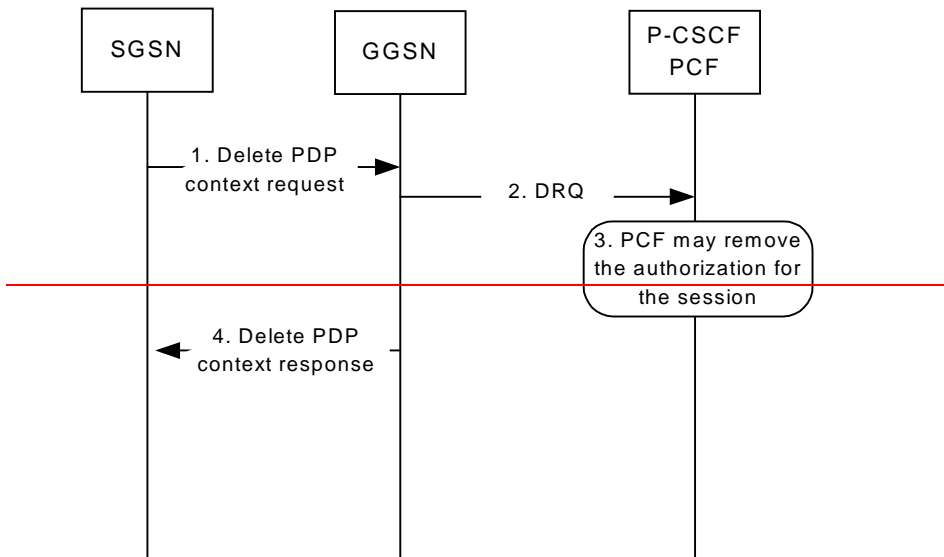 SGSN
GGSN
P-CSCF
PCF
1. Delete PDP
context request
2. DRQ
3. PCF may remove
the authorization for
the session
4. Delete PDP
context response